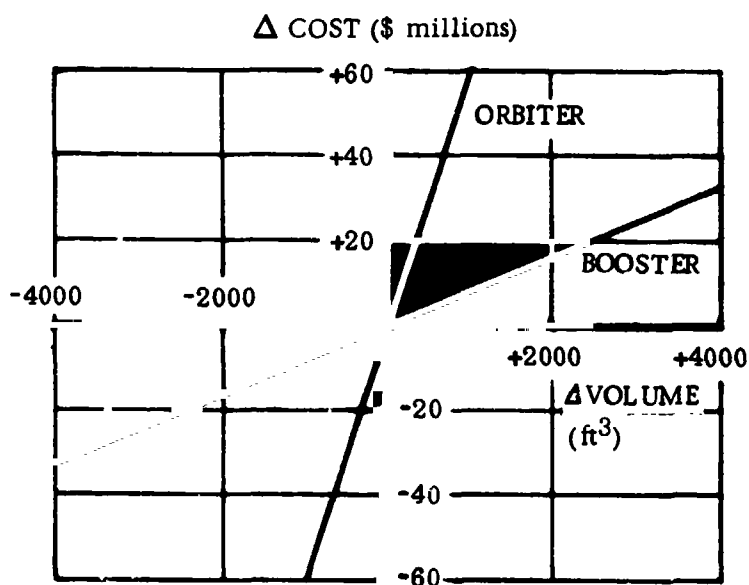 Δ COST ($ millions)
+60
ORBITER
+40
+20
BOOSTER
-4000
-2000
+2000
+4000
-20
ΔVOLUME
(ft³)
-40
-60